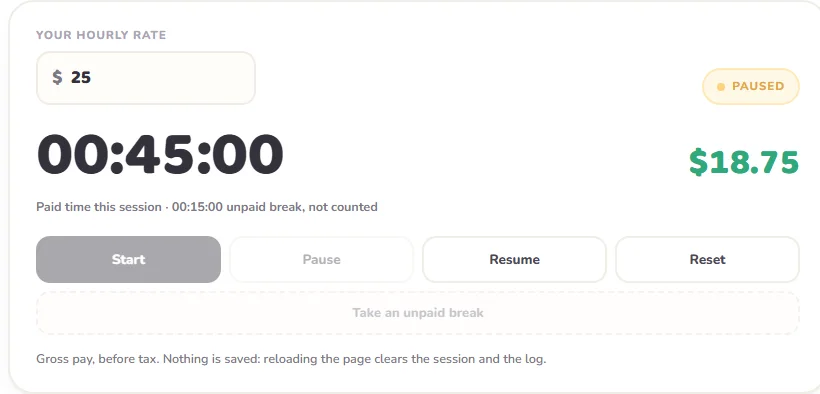 YOUR HOURLY RATE
$ 25
PAUSED
00:45:00
$18.75
Paid time this session · 00:15:00 unpaid break, not counted
Start
Pause
Resume
Reset
Take an unpaid break
Gross pay, before tax. Nothing is saved: reloading the page clears the session and the log.